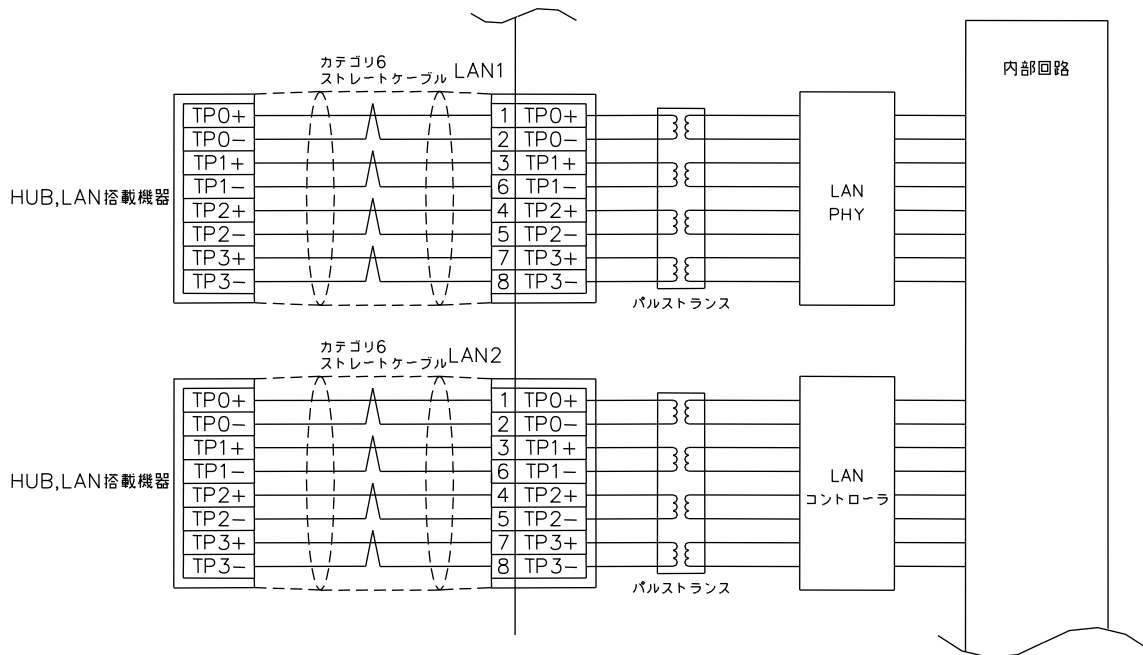 カテゴリ6
ストレートケーブル
LAN1
内部回路
HUB,LAN搭載機器
TP0+ 1 TP0+
TP0- 2 TP0-
TP1+ 3 TP1+
TP1- 6 TP1-
TP2+ 4 TP2+
TP2- 5 TP2-
TP3+ 7 TP3+
TP3- 8 TP3-
パルストランス
LAN
PHY
カテゴリ6
ストレートケーブル
LAN2
HUB,LAN搭載機器
TP0+ 1 TP0+
TP0- 2 TP0-
TP1+ 3 TP1+
TP1- 6 TP1-
TP2+ 4 TP2+
TP2- 5 TP2-
TP3+ 7 TP3+
TP3- 8 TP3-
パルストランス
LAN
コントローラ